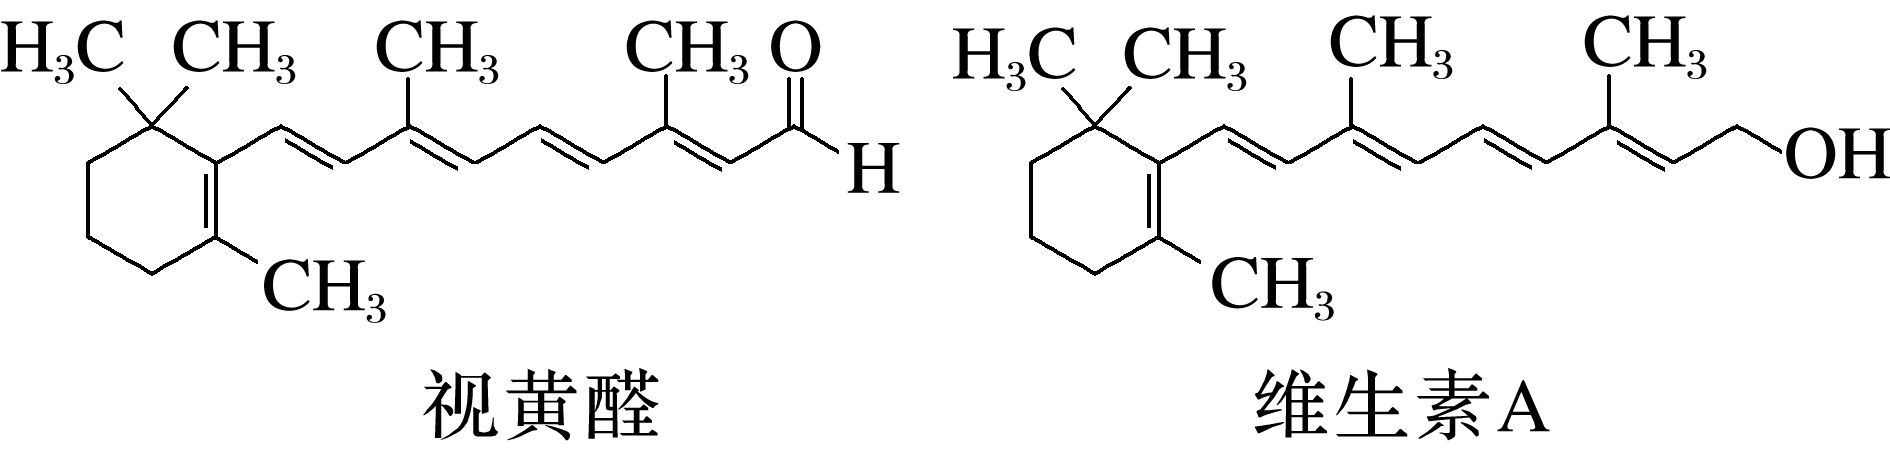 H₃C CH₃ CH₃ CH₃ O H₃C CH₃ CH₃ CH₃
H OH
CH₃ CH₃
视黄醛 维生素A